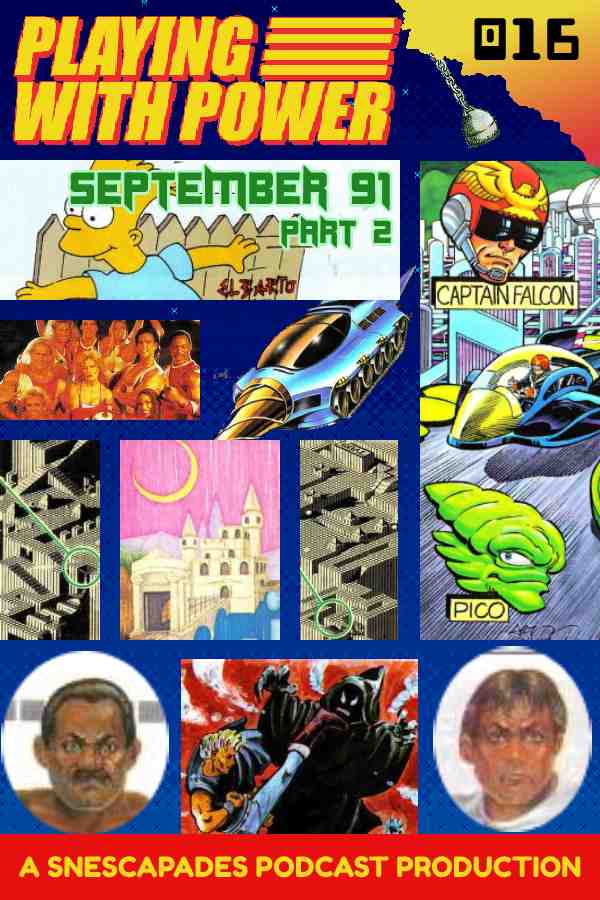 PLAYING
WITH POWER
016
SEPTEMBER 91
PART 2
EL BARTO
CAPTAIN FALCON
PICO
A SNESCAPADES PODCAST PRODUCTION